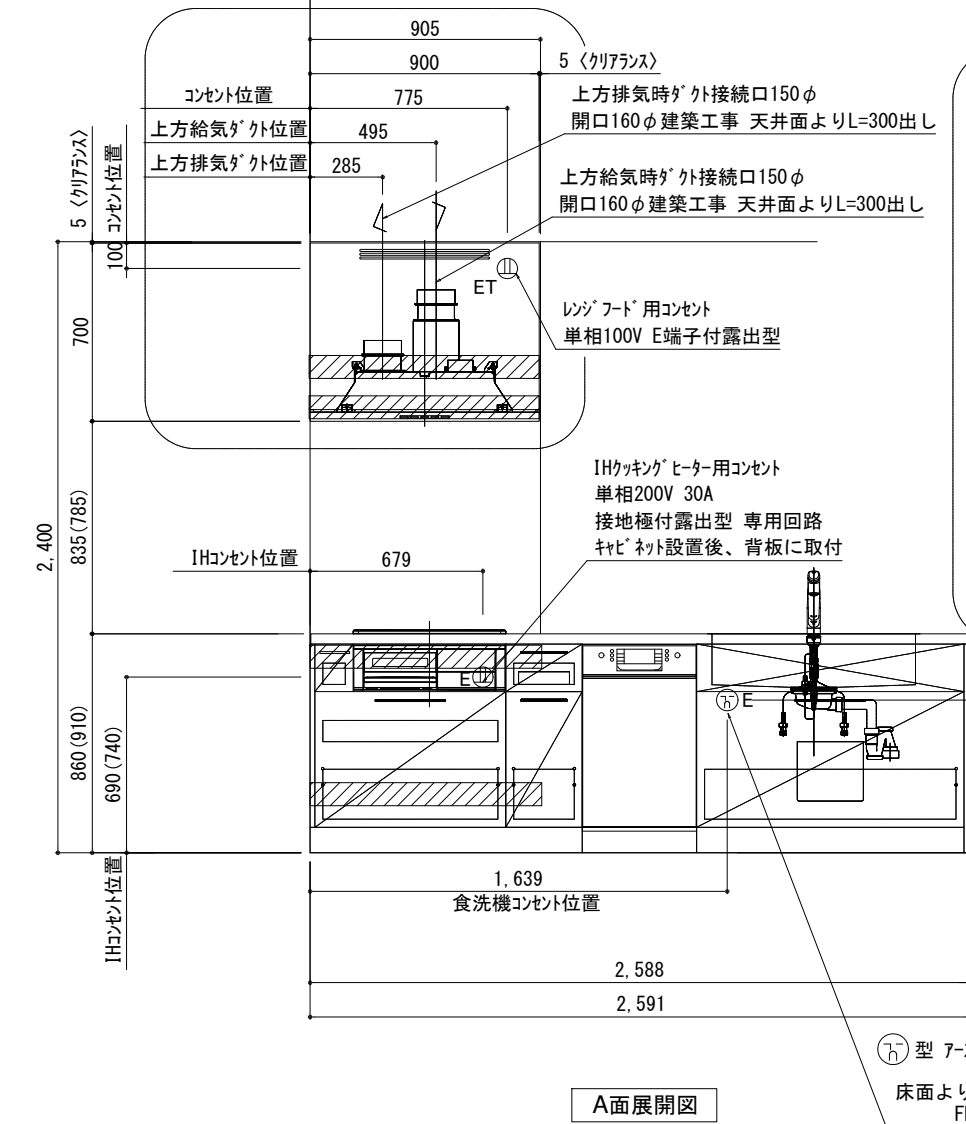 905
900
5 〈クリアランス〉
コンセント位置
775
上方排気時ダクト接続口150φ
開口160φ建築工事 天井面よりL=300出し
上方給気ダクト位置
495
上方排気ダクト位置
285
上方給気時ダクト接続口150φ
開口160φ建築工事 天井面よりL=300出し
5 〈クリアランス〉
コンセント位置
100
ET
レンジフード用コンセント
単相100V E端子付露出型
700
IHクッキングヒーター用コンセント
単相200V 30A
接地極付露出型 専用回路
キャビネット設置後、背板に取付
2,400
835(785)
IHコンセント位置
679
E
E
860(910)
690(740)
IHコンセント位置
1,639
食洗機コンセント位置
2,588
2,591
型 アース
床面より
A面展開図